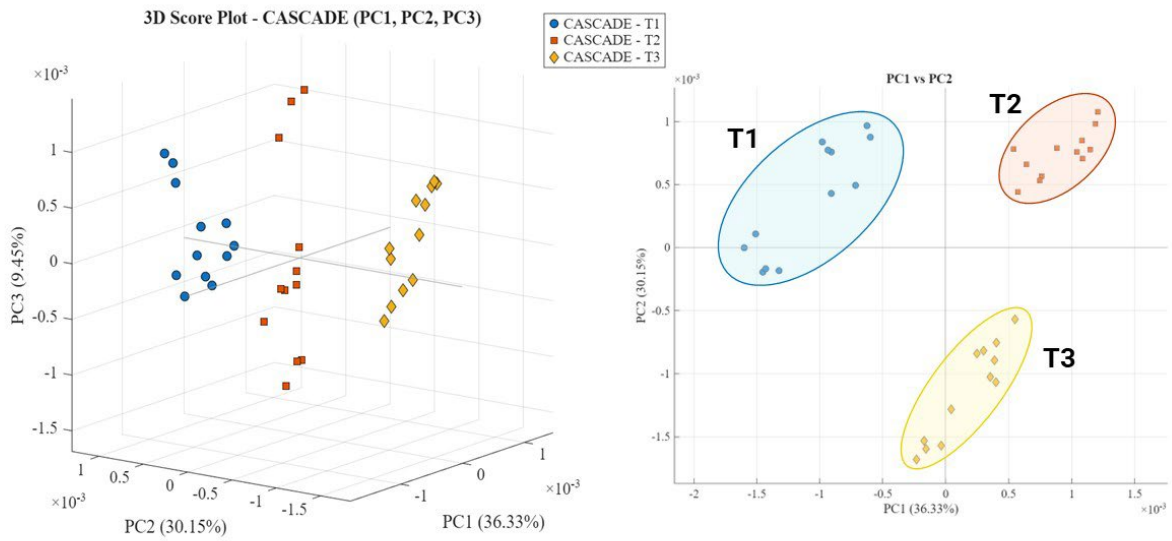 3D Score Plot - CASCADE (PC1, PC2, PC3)
CASCADE - T1
CASCADE - T2
CASCADE - T3
×10⁻³
1
0.5
0
-0.5
-1
-1.5
PC3 (9.45%)
1
0.5
0
-0.5
-1
-1.5
×10⁻³
PC2 (30.15%)
-1
0
1
×10⁻³
PC1 (36.33%)
×10⁻³
PC1 vs PC2
T1
T2
T3
1
0.5
0
-0.5
-1
-1.5
PC2 (30.15%)
-2
-1.5
-1
-0.5
0
0.5
1
1.5
PC1 (36.33%)
×10⁻³